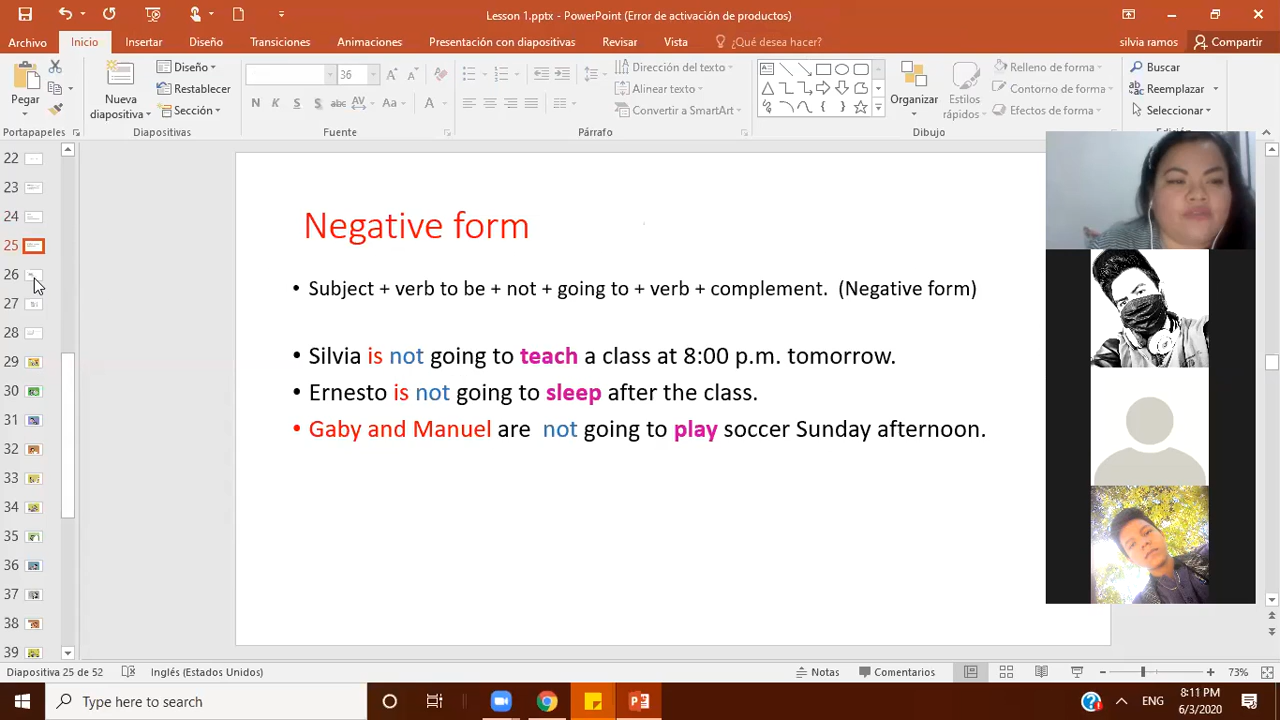 Lesson 1.pptx - PowerPoint (Error de activación de productos)
Archivo Inicio Insertar Diseño Transiciones Animaciones Presentación con diapositivas Revisar Vista ¿Qué desea hacer? silvia ramos Compartir
Pegar
Nueva diapositiva
Diseño
Restablecer
Sección
36
N K S S abc AV Aa A
Dirección del texto
Alinear texto
Convertir a SmartArt
Organizar
Estilos rápidos
Relleno de forma
Contorno de forma
Efectos de forma
Buscar
Reemplazar
Seleccionar
Portapapeles Diapositivas Fuente Párrafo Dibujo
22
23
24
25
26
27
28
29
30
31
32
33
34
35
36
37
38
39
Negative form
• Subject + verb to be + not + going to + verb + complement. (Negative form)
• Silvia is not going to teach a class at 8:00 p.m. tomorrow.
• Ernesto is not going to sleep after the class.
• Gaby and Manuel are not going to play soccer Sunday afternoon.
Diapositiva 25 de 52 Inglés (Estados Unidos) Notas Comentarios 73%
Type here to search
ENG
8:11 PM
6/3/2020